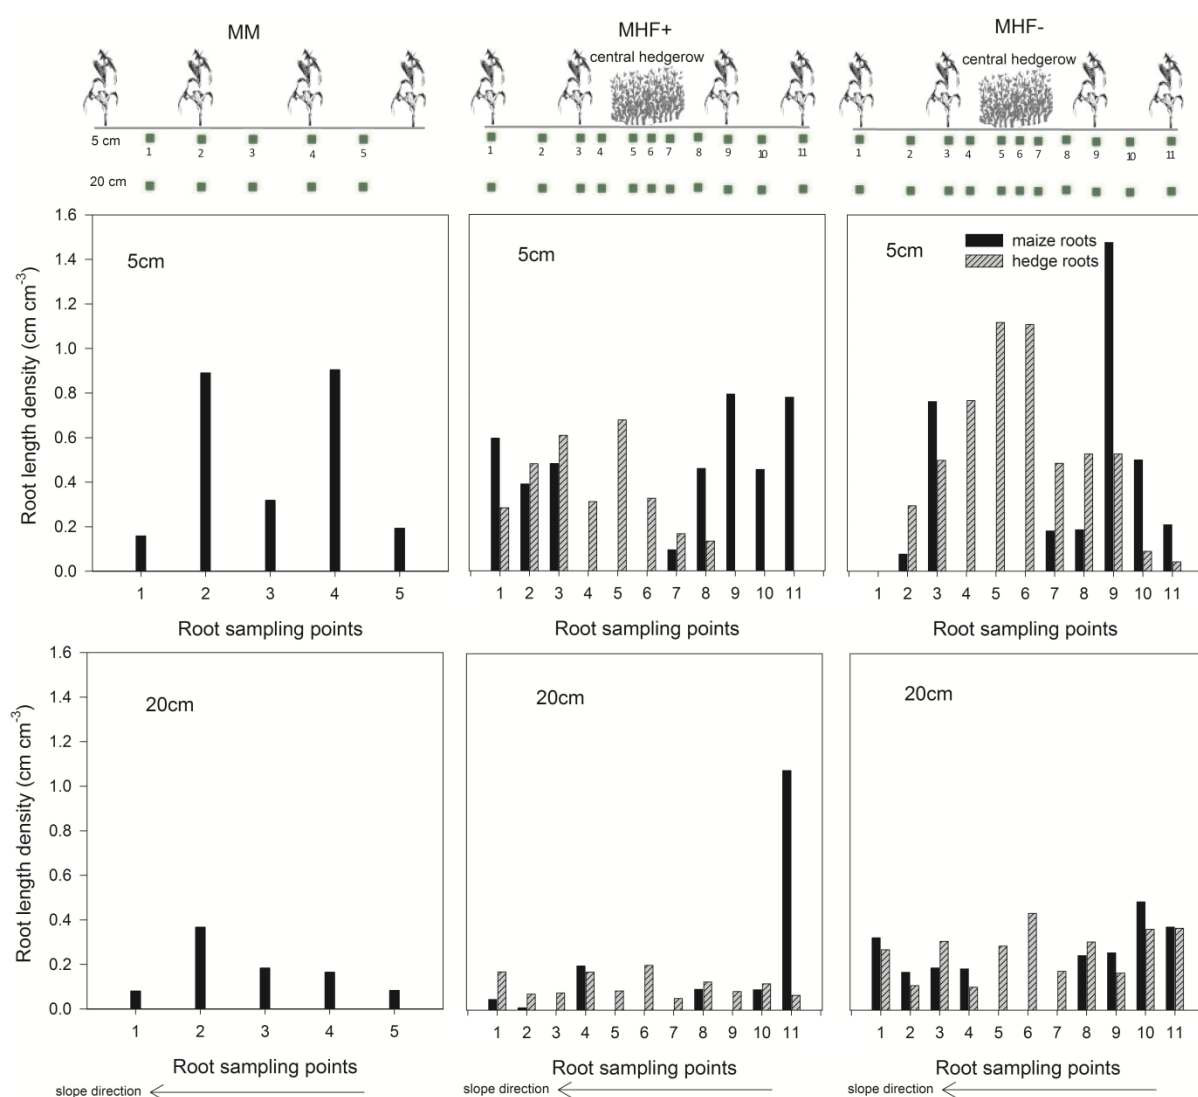 MM
MHF+
MHF-
central hedgerow
central hedgerow
5 cm
1 2 3 4 5
1 2 3 4 5 6 7 8 9 10 11
1 2 3 4 5 6 7 8 9 10 11
20 cm
Root length density (cm cm-3)
1.6
1.4
1.2
1.0
0.8
0.6
0.4
0.2
0.0
5cm
1 2 3 4 5
Root sampling points
5cm
1 2 3 4 5 6 7 8 9 10 11
Root sampling points
5cm
maize roots
hedge roots
1 2 3 4 5 6 7 8 9 10 11
Root sampling points
Root length density (cm cm-3)
1.6
1.4
1.2
1.0
0.8
0.6
0.4
0.2
0.0
20cm
1 2 3 4 5
Root sampling points
slope direction
20cm
1 2 3 4 5 6 7 8 9 10 11
Root sampling points
slope direction
20cm
1 2 3 4 5 6 7 8 9 10 11
Root sampling points
slope direction